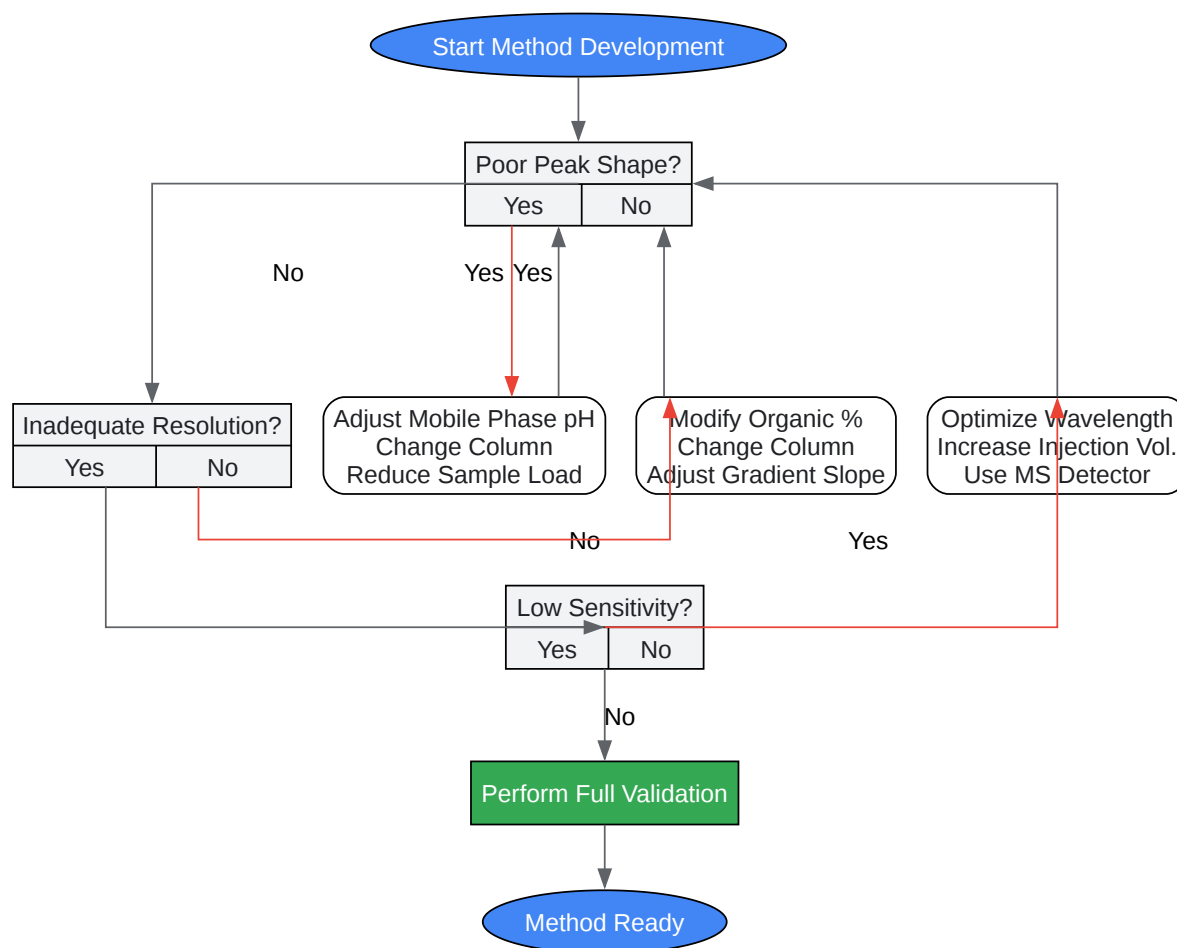 Start Method Development
Poor Peak Shape?
Yes No
No Yes Yes
Inadequate Resolution?
Yes No
Adjust Mobile Phase pH
Change Column
Reduce Sample Load
Modify Organic %
Change Column
Adjust Gradient Slope
Optimize Wavelength
Increase Injection Vol.
Use MS Detector
No Yes
Low Sensitivity?
Yes No
No
Perform Full Validation
Method Ready